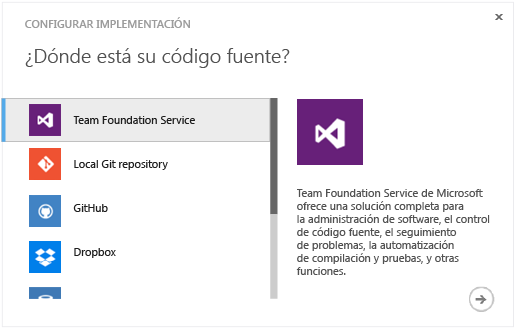 CONFIGURAR IMPLEMENTACIÓN
¿Dónde está su código fuente?
Team Foundation Service
Local Git repository
GitHub
Dropbox
Team Foundation Service de Microsoft
ofrece una solución completa para
la administración de software, el control
de código fuente, el seguimiento
de problemas, la automatización
de compilación y pruebas, y otras
funciones.